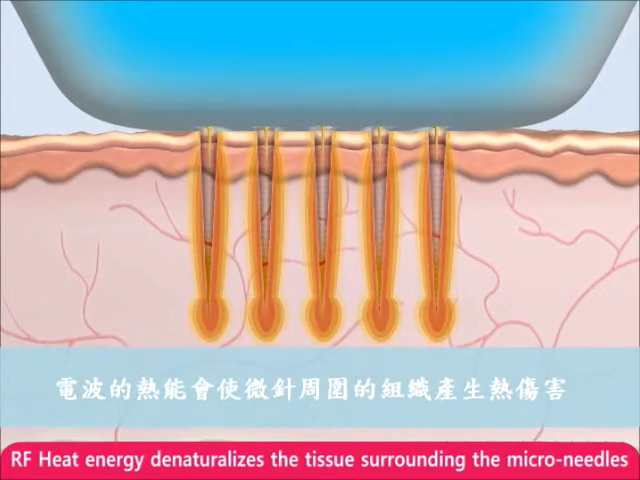 電波的熱能會使微針周圍的組織產生熱傷害
RF Heat energy denaturalizes the tissue surrounding the micro-needles